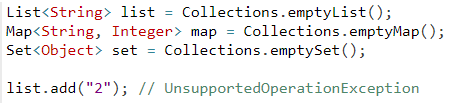 List<String> list = Collections.emptyList();
Map<String, Integer> map = Collections.emptyMap();
Set<Object> set = Collections.emptySet();
list.add("2"); // UnsupportedOperationException